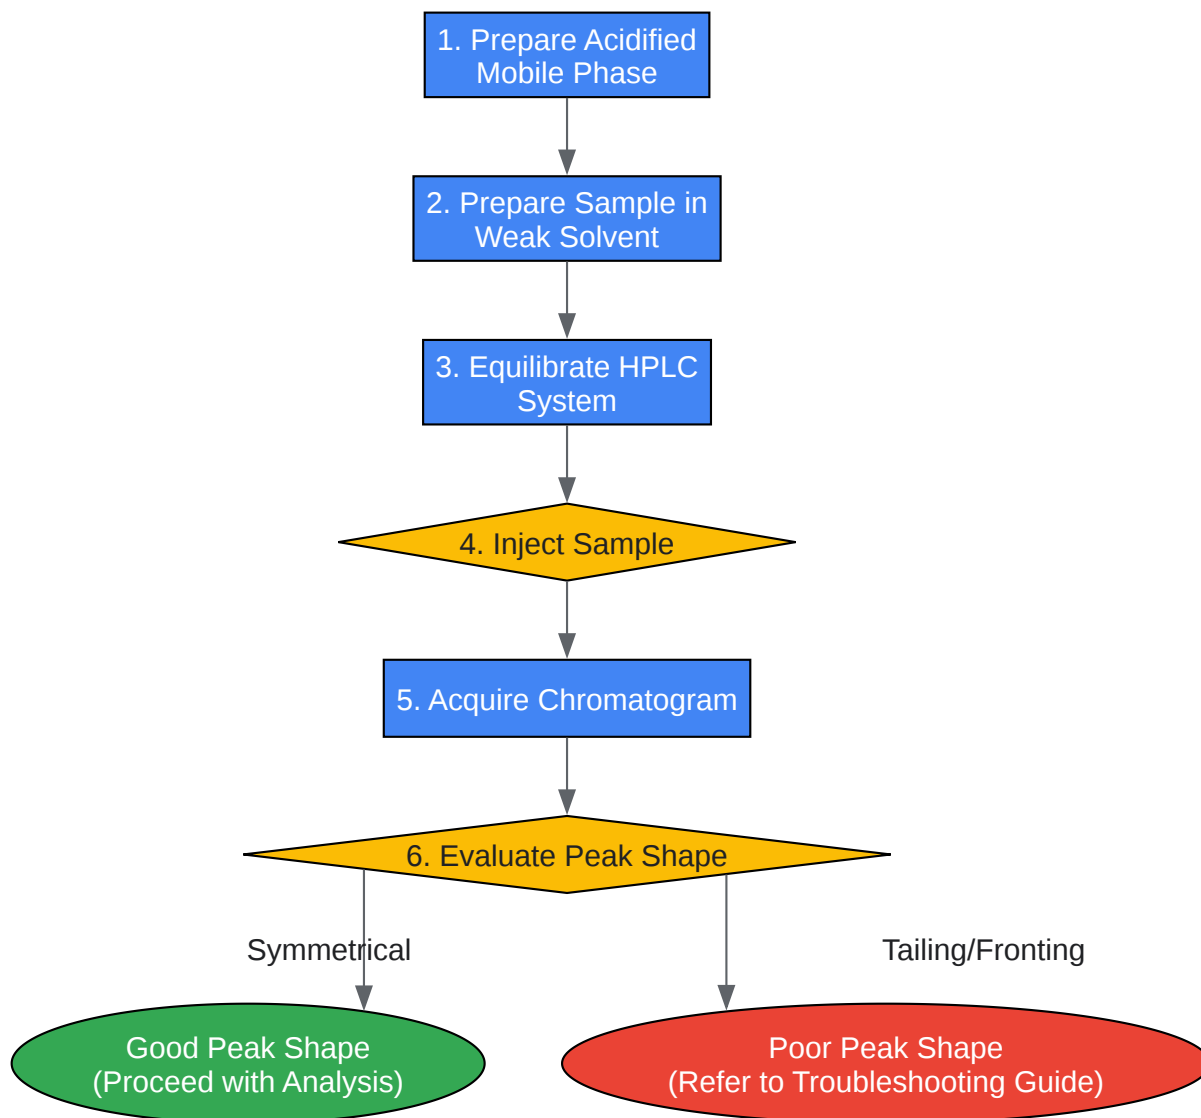 1. Prepare Acidified
Mobile Phase
2. Prepare Sample in
Weak Solvent
3. Equilibrate HPLC
System
4. Inject Sample
5. Acquire Chromatogram
6. Evaluate Peak Shape
Symmetrical
Tailing/Fronting
Good Peak Shape
(Proceed with Analysis)
Poor Peak Shape
(Refer to Troubleshooting Guide)